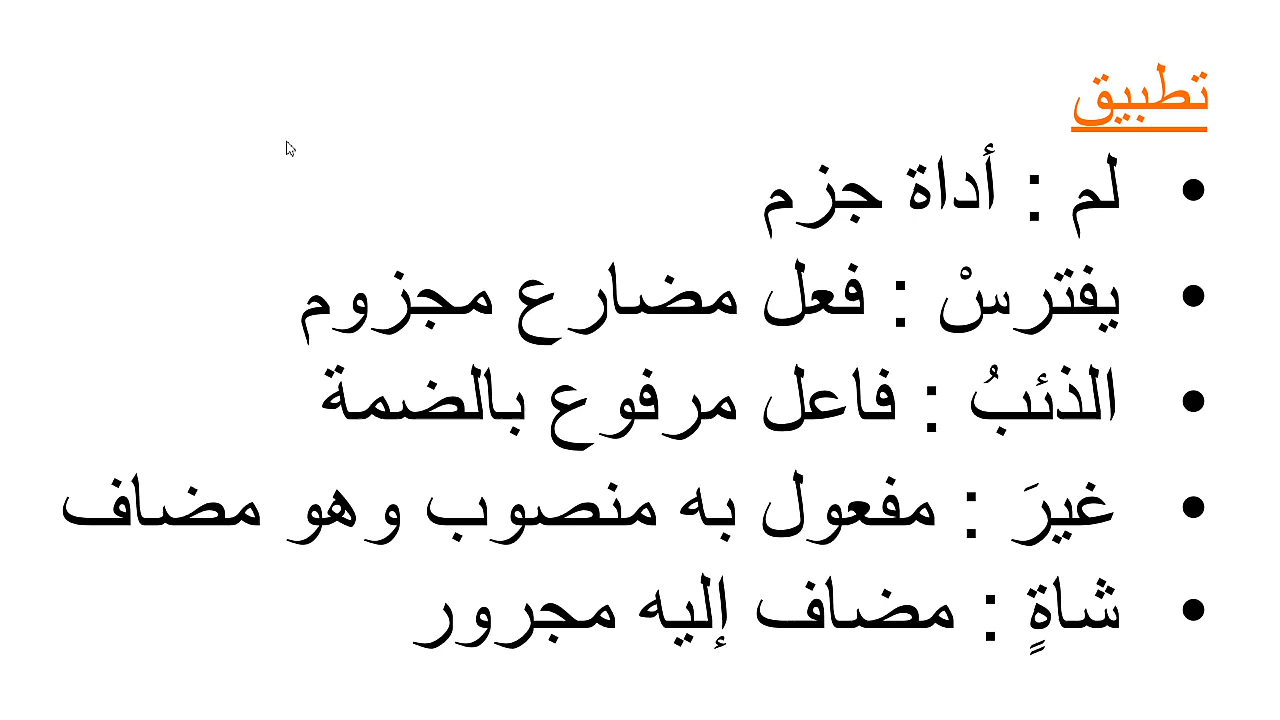 تطبيق
• لم : أداة جزم
• يفترسْ : فعل مضارع مجزوم
• الذئبُ : فاعل مرفوع بالضمة
• غيرَ : مفعول به منصوب وهو مضاف
• شاةٍ : مضاف إليه مجرور